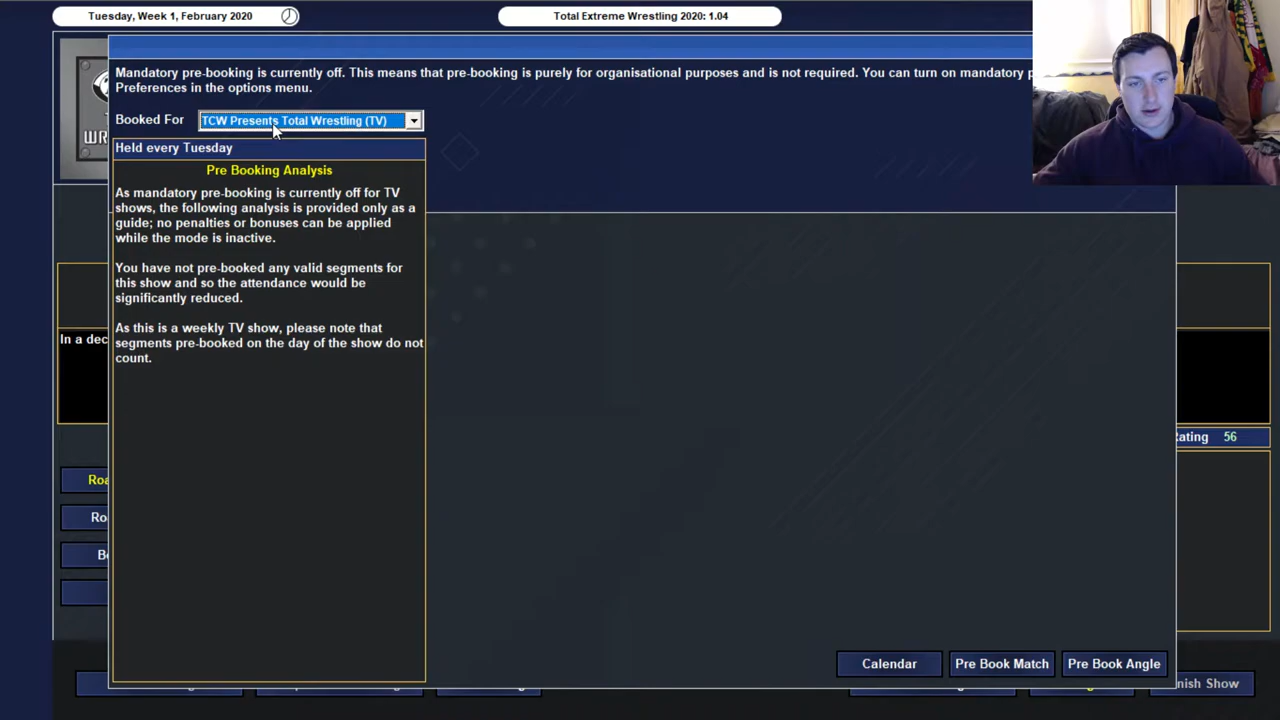 Tuesday, Week 1, February 2020
Total Extreme Wrestling 2020: 1.04
Mandatory pre-booking is currently off. This means that pre-booking is purely for organisational purposes and is not required. You can turn on mandatory
Preferences in the options menu.
Booked For
TCW Presents Total Wrestling (TV)
WR
Held every Tuesday
Pre Booking Analysis
As mandatory pre-booking is currently off for TV
shows, the following analysis is provided only as a
guide; no penalties or bonuses can be applied
while the mode is inactive.
You have not pre-booked any valid segments for
this show and so the attendance would be
significantly reduced.
As this is a weekly TV show, please note that
segments pre-booked on the day of the show do not
count.
In a dec
Rating 56
Roa
Ro
B
Calendar
Pre Book Match
Pre Book Angle
nish Show